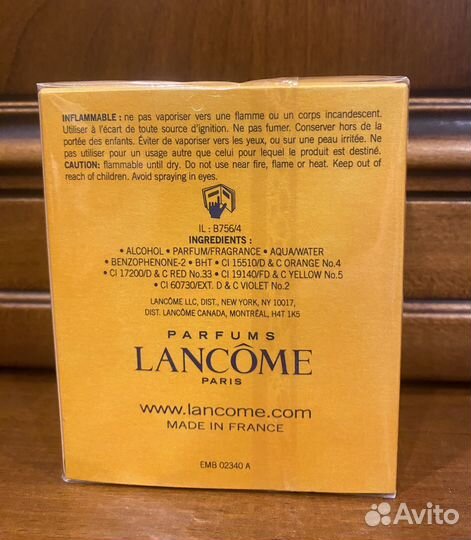 INFLAMMABLE : ne pas vaporiser vers une flamme ou un corps incandescent.
Utiliser à l'écart de toute source d'ignition. Ne pas fumer. Conserver hors de la
portée des enfants. Éviter de vaporiser vers les yeux, ou sur une peau irritée. Ne
pas utiliser pour un usage autre que celui pour lequel le produit est destiné.
CAUTION: flammable until dry. Do not use near fire, flame or heat. Keep out of
reach of children. Avoid spraying in eyes.
IL : B756/4
INGREDIENTS :
• ALCOHOL • PARFUM/FRAGRANCE • AQUA/WATER
• BENZOPHENONE-2 • BHT • CI 15510/D & C ORANGE No.4
• CI 17200/D & C RED No.33 • CI 19140/FD & C YELLOW No.5
• CI 60730/EXT. D & C VIOLET No.2
LANCÔME LLC, DIST., NEW YORK, NY 10017,
DIST. LANCÔME CANADA, MONTRÉAL, H4T 1K5
PARFUMS
LANCÔME
PARIS
www.lancome.com
MADE IN FRANCE
EMB 02340 A
Avito